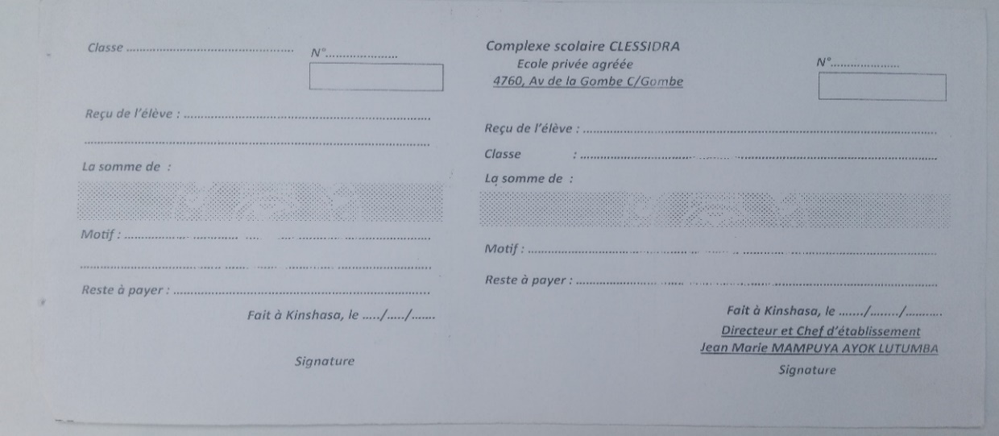 Classe ..........................................
N°......................
Reçu de l'élève : ..............................................................
.......................................................................................
La somme de :
Motif : ..............................................................................
.......................................................................................
Reste à payer : .................................................................
Fait à Kinshasa, le ...../...../.......
Signature
Complexe scolaire CLESSIDRA
Ecole privée agréée
4760, Av de la Gombe C/Gombe
N°.....................
Reçu de l'élève : .........................................................................................
Classe : .........................................................................................
La somme de :
Motif : .......................................................................................................
Reste à payer : ..........................................................................................
Fait à Kinshasa, le ......./......../..........
Directeur et Chef d'établissement
Jean Marie MAMPUYA AYOK LUTUMBA
Signature